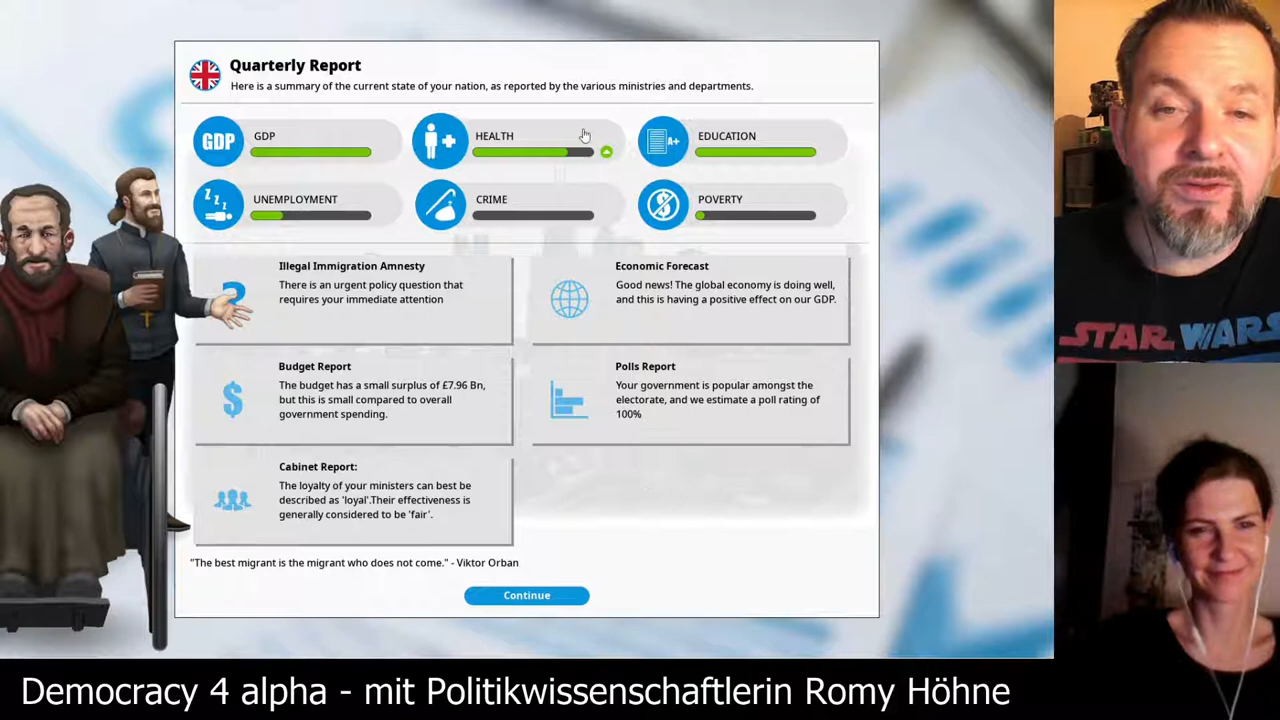 Quarterly Report
Here is a summary of the current state of your nation, as reported by the various ministries and departments.
GDP
GDP
HEALTH
A+
EDUCATION
Z Z Z
UNEMPLOYMENT
CRIME
$
POVERTY
?
Illegal Immigration Amnesty
There is an urgent policy question that
requires your immediate attention
Economic Forecast
Good news! The global economy is doing well,
and this is having a positive effect on our GDP.
$
Budget Report
The budget has a small surplus of £7.96 Bn,
but this is small compared to overall
government spending.
Polls Report
Your government is popular amongst the
electorate, and we estimate a poll rating of
100%
Cabinet Report:
The loyalty of your ministers can best be
described as 'loyal'.Their effectiveness is
generally considered to be 'fair'.
"The best migrant is the migrant who does not come." - Viktor Orban
Continue
STAR WARS
Democracy 4 alpha - mit Politikwissenschaftlerin Romy Höhne